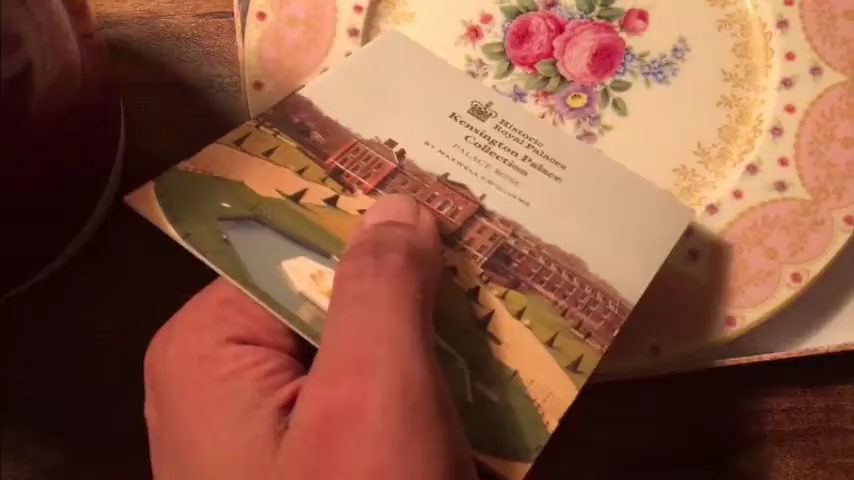 Historic
Royal Palaces
Kensington Palace
Collection
PALACE ROSE
BY MAXWELL & WILLIAMS